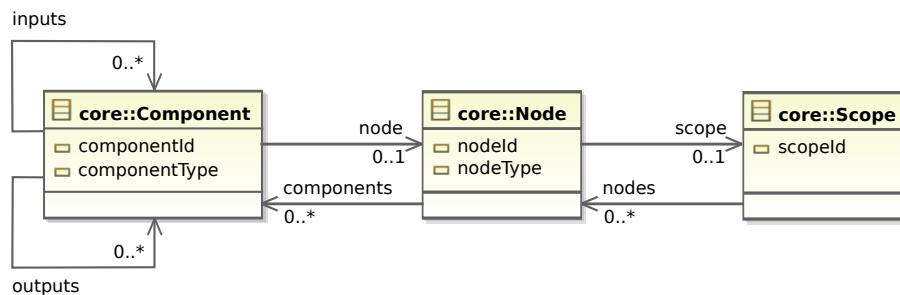 inputs
0..*
core::Component
componentId
componentType
node
0..1
components
0..*
core::Node
nodeId
nodeType
scope
0..1
nodes
0..*
core::Scope
scopeId
0..*
outputs